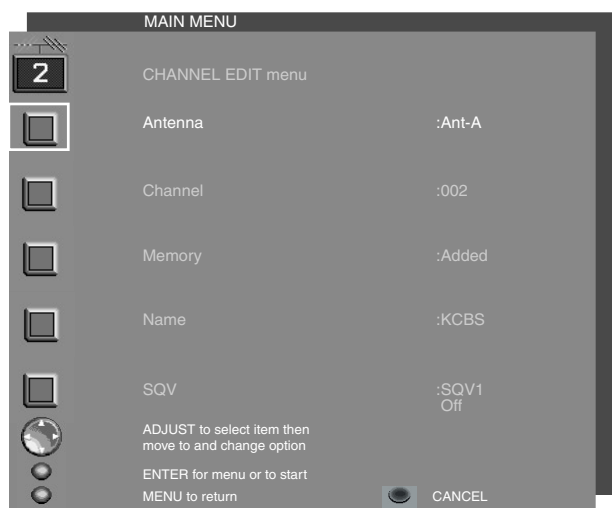 MAIN MENU
2
CHANNEL EDIT menu
Antenna :Ant-A
Channel :002
Memory :Added
Name :KCBS
SQV :SQV1
Off
ADJUST to select item then
move to and change option
ENTER for menu or to start
MENU to return CANCEL